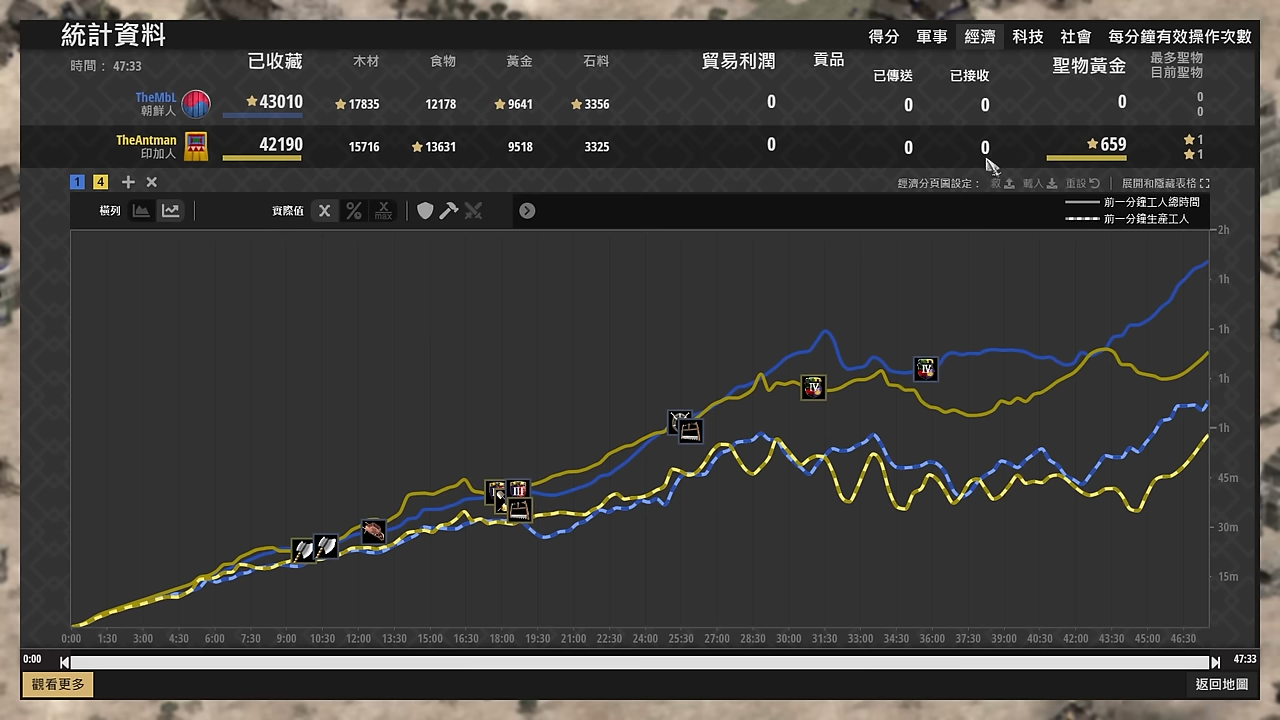 統計資料
得分 軍事 經濟 科技 社會 每分鐘有效操作次數
時間： 47:33 已收藏 木材 食物 黃金 石料 貿易利潤 貢品 已傳送 已接收 聖物黃金 最多聖物
目前聖物
TheMbL 43010 17835 12178 9641 3356 0 0 0 0 0
朝鮮人 0
TheAntman 42190 15716 13631 9518 3325 0 0 0 659 1
印加人 1
1 4 經濟分頁圖設定： 載入 重設 展開和隱藏表格
橫列 實際值 X % X max 前一分鐘工人總時間
前一分鐘生產工人
2h
1h
1h
1h
1h
45m
30m
15m
IV IV
III
0:00 1:30 3:00 4:30 6:00 7:30 9:00 10:30 12:00 13:30 15:00 16:30 18:00 19:30 21:00 22:30 24:00 25:30 27:00 28:30 30:00 31:30 33:00 34:30 36:00 37:30 39:00 40:30 42:00 43:30 45:00 46:30
0:00 47:33
觀看更多 返回地圖